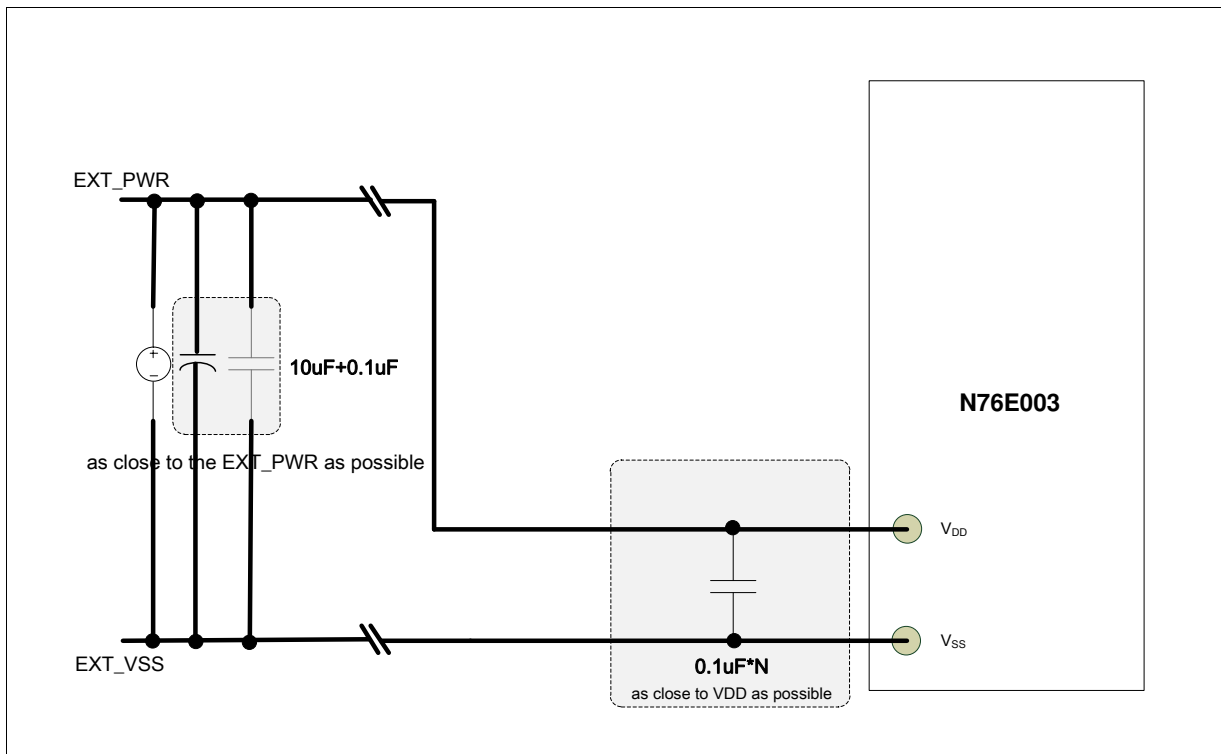 EXT_PWR
+
–
10uF+0.1uF
as close to the EXT_PWR as possible
N76E003
VDD
VSS
EXT_VSS
0.1uF*N
as close to VDD as possible